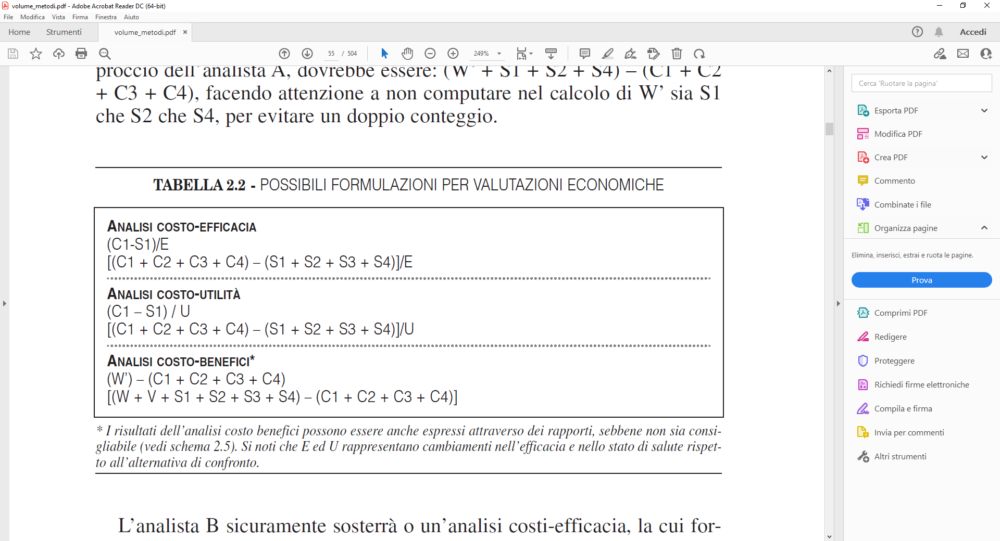 volume_metodi.pdf - Adobe Acrobat Reader DC (64-bit)
File Modifica Vista Firma Finestra Aiuto
Home Strumenti volume_metodi.pdf × Accedi
55 / 504 249%
proccio dell’analista A, dovrebbe essere: (W’ + S1 + S2 + S4) – (C1 + C2
+ C3 + C4), facendo attenzione a non computare nel calcolo di W’ sia S1
che S2 che S4, per evitare un doppio conteggio.
TABELLA 2.2 - POSSIBILI FORMULAZIONI PER VALUTAZIONI ECONOMICHE
ANALISI COSTO-EFFICACIA
(C1-S1)/E
[(C1 + C2 + C3 + C4) – (S1 + S2 + S3 + S4)]/E
ANALISI COSTO-UTILITÀ
(C1 – S1) / U
[(C1 + C2 + C3 + C4) – (S1 + S2 + S3 + S4)]/U
ANALISI COSTO-BENEFICI*
(W’) – (C1 + C2 + C3 + C4)
[(W + V + S1 + S2 + S3 + S4) – (C1 + C2 + C3 + C4)]
* I risultati dell’analisi costo benefici possono essere anche espressi attraverso dei rapporti, sebbene non sia consi-
gliabile (vedi schema 2.5). Si noti che E ed U rappresentano cambiamenti nell’efficacia e nello stato di salute rispet-
to all’alternativa di confronto.
L’analista B sicuramente sosterrà o un’analisi costi-efficacia, la cui for-
Cerca 'Ruotare la pagina'
Esporta PDF
Modifica PDF
Crea PDF
Commento
Combinate i file
Organizza pagine
Elimina, inserisci, estrai e ruota le pagine.
Prova
Comprimi PDF
Redigere
Proteggere
Richiedi firme elettroniche
Compila e firma
Invia per commenti
Altri strumenti